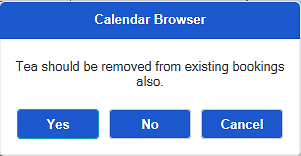 Calendar Browser
Tea should be removed from existing bookings
also.
Yes No Cancel